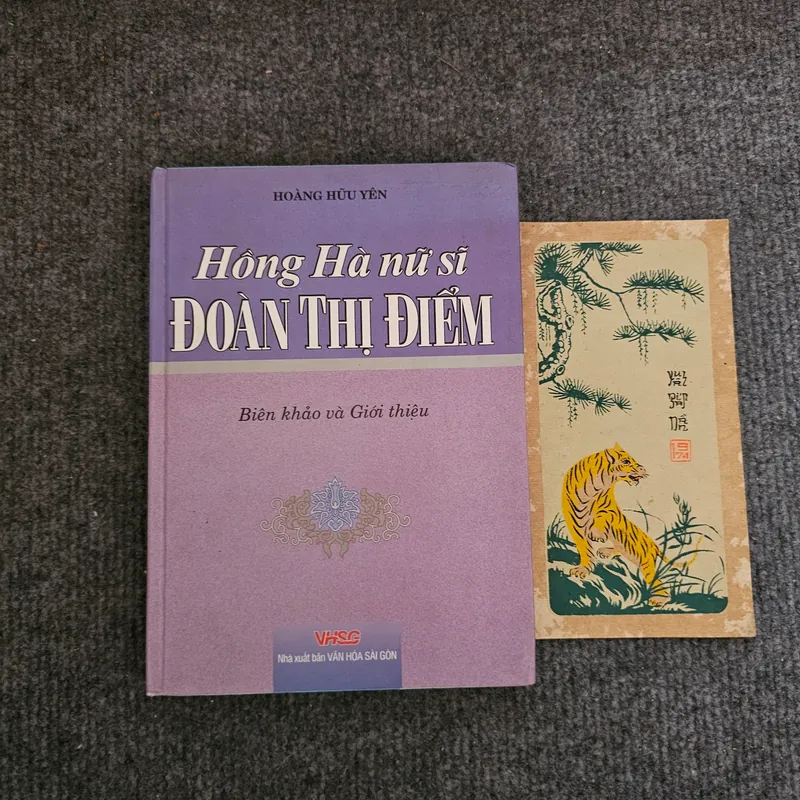 HOÀNG HỮU YÊN
Hồng Hà nữ sĩ
ĐOÀN THỊ ĐIỂM
Biên khảo và Giới thiệu
VHSG
Nhà xuất bản VĂN HÓA SÀI GÒN